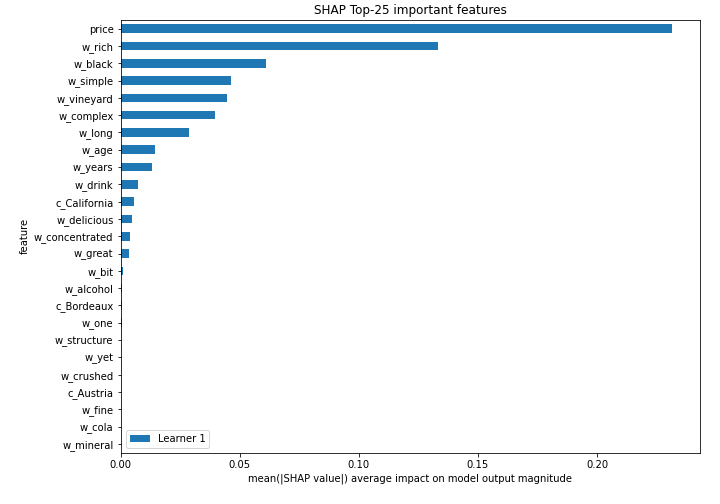 SHAP Top-25 important features
price
w_rich
w_black
w_simple
w_vineyard
w_complex
w_long
w_age
w_years
w_drink
c_California
w_delicious
w_concentrated
w_great
w_bit
w_alcohol
c_Bordeaux
w_one
w_structure
w_yet
w_crushed
c_Austria
w_fine
w_cola
w_mineral
feature
Learner 1
0.00 0.05 0.10 0.15 0.20
mean(|SHAP value|) average impact on model output magnitude